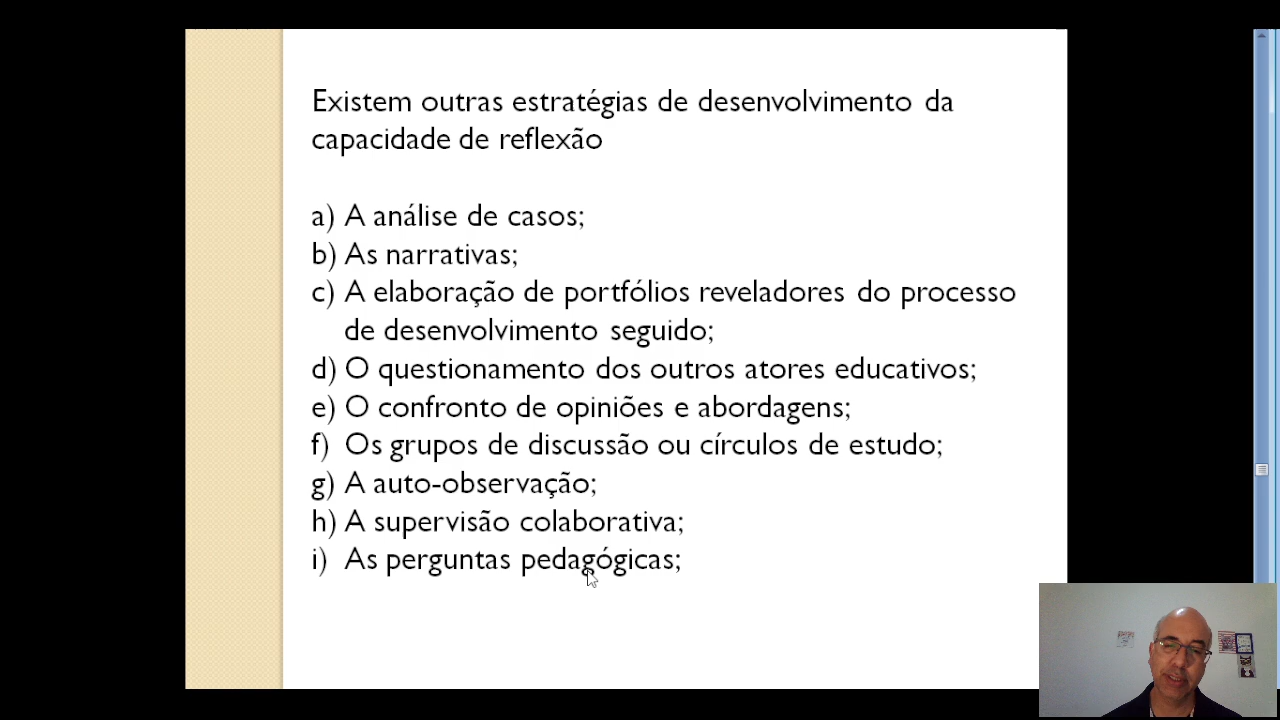 Existem outras estratégias de desenvolvimento da
capacidade de reflexão
a) A análise de casos;
b) As narrativas;
c) A elaboração de portfólios reveladores do processo
de desenvolvimento seguido;
d) O questionamento dos outros atores educativos;
e) O confronto de opiniões e abordagens;
f) Os grupos de discussão ou círculos de estudo;
g) A auto-observação;
h) A supervisão colaborativa;
i) As perguntas pedagógicas;